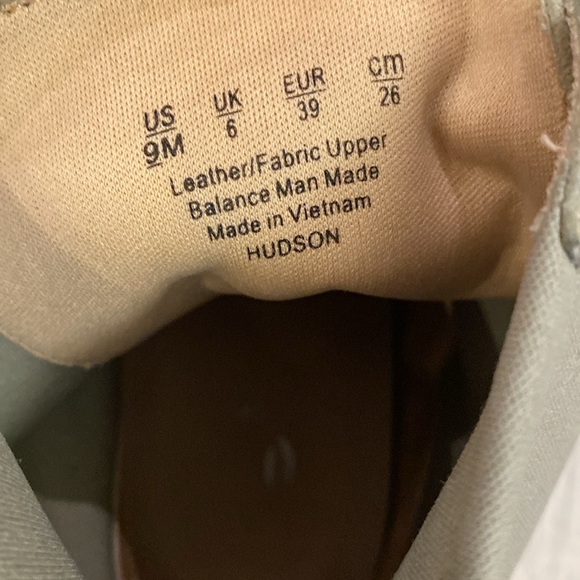 US UK EUR cm
9M 6 39 26
Leather/Fabric Upper
Balance Man Made
Made in Vietnam
HUDSON